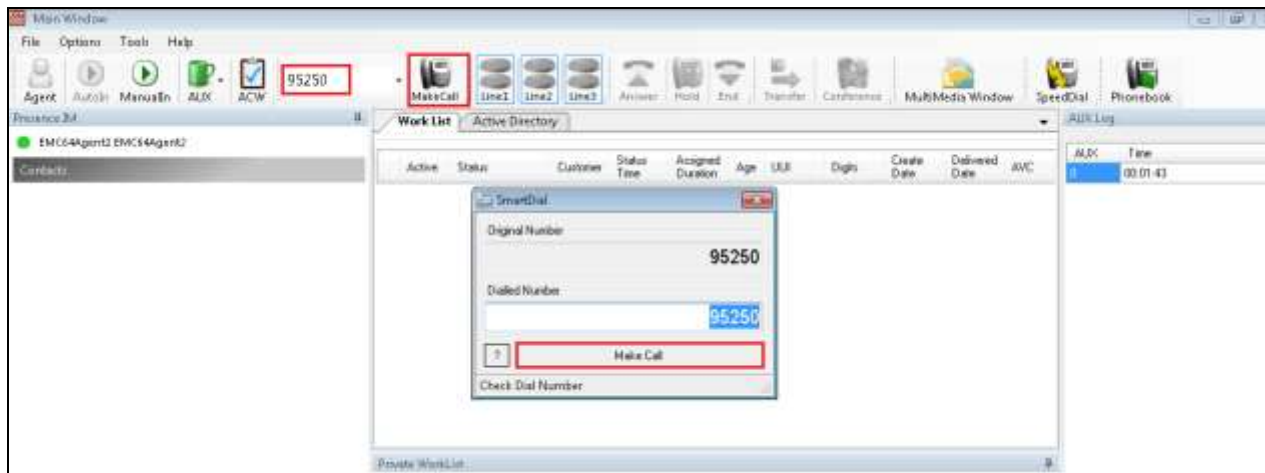 Main Window
File Options Tools Help
95250
Agent AutoIn ManualIn AUX ACW MakeCall Line1 Line2 Line3 Answer Hold End Transfer Conference MultiMedia Window SpeedDial Phonebook
Presence IM
Work List Active Directory
AUX Log
EMC64Agent2 EMC64Agent2
Contacts
Active Status Customer Status Time Assigned Duration Age UUI Digits Create Date Delivered Date AVC
AUX Time
0 00:01:43
SmartDial
Original Number
95250
Dialled Number
95250
? Make Call
Check Dial Number
Private WorkList